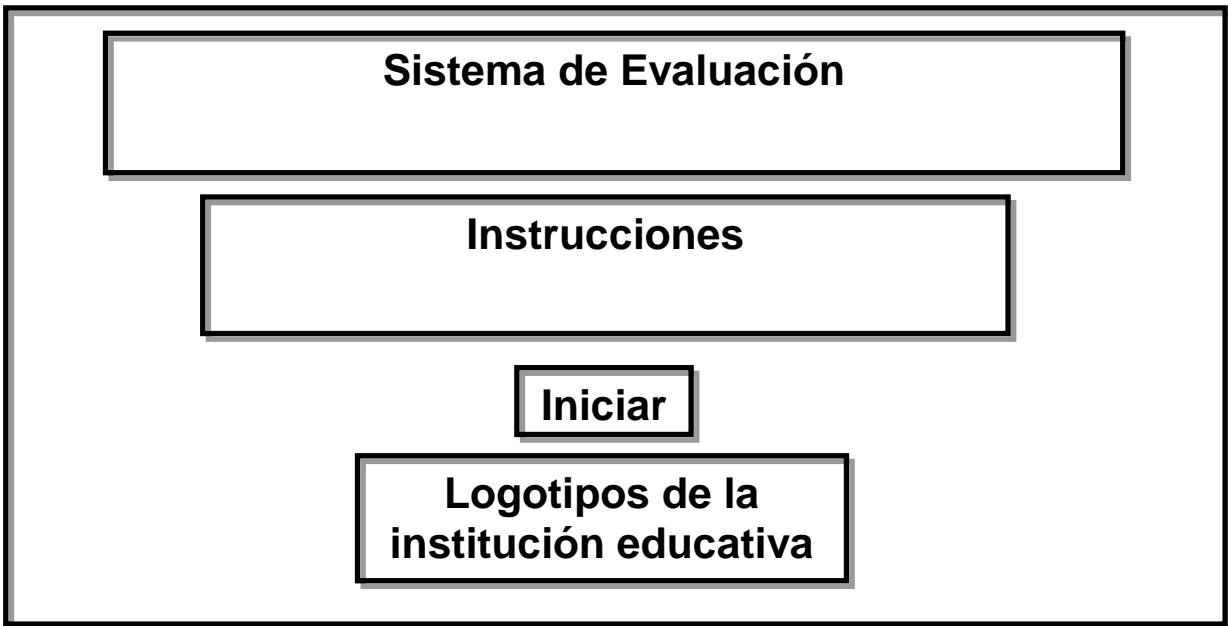 Sistema de Evaluación
Instrucciones
Iniciar
Logotipos de la
institución educativa